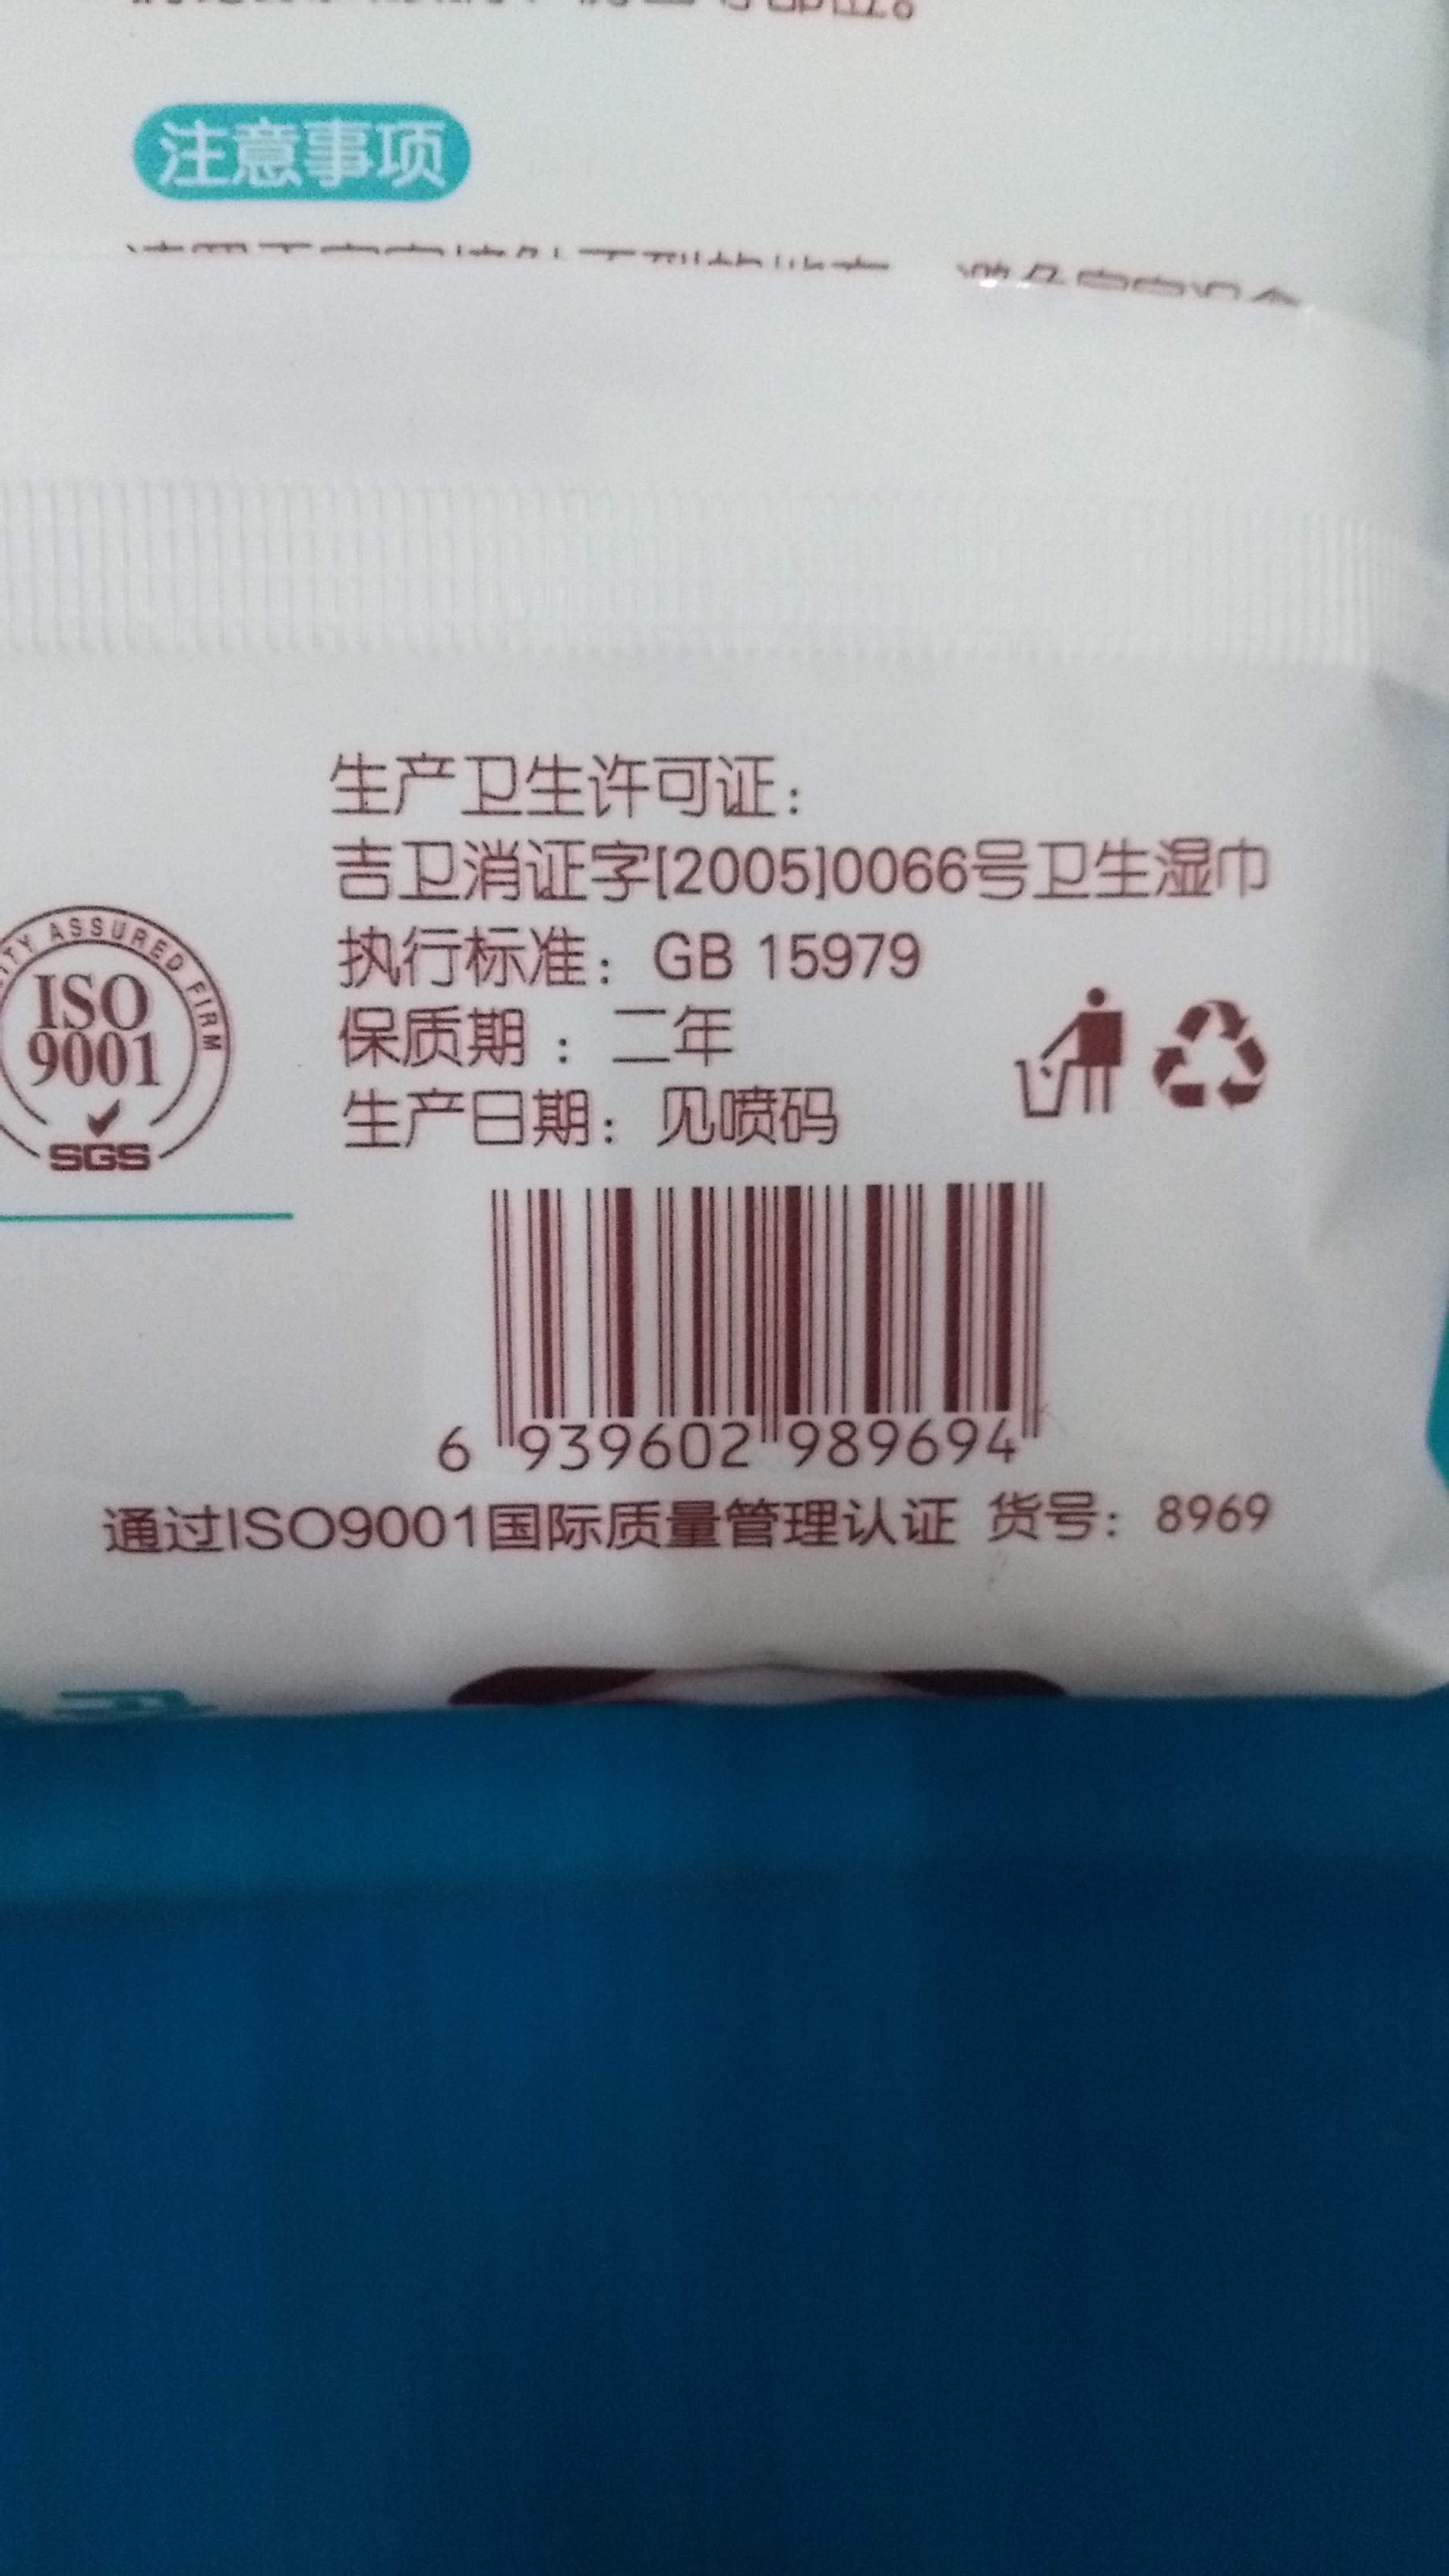 注意事项
生产卫生许可证：
吉卫消证字[2005]0066号卫生湿巾
执行标准：GB 15979
保质期：二年
生产日期：见喷码
ASSURED FIRM
ISO
9001
SGS
6 939602 989694
通过ISO9001国际质量管理认证 货号：8969